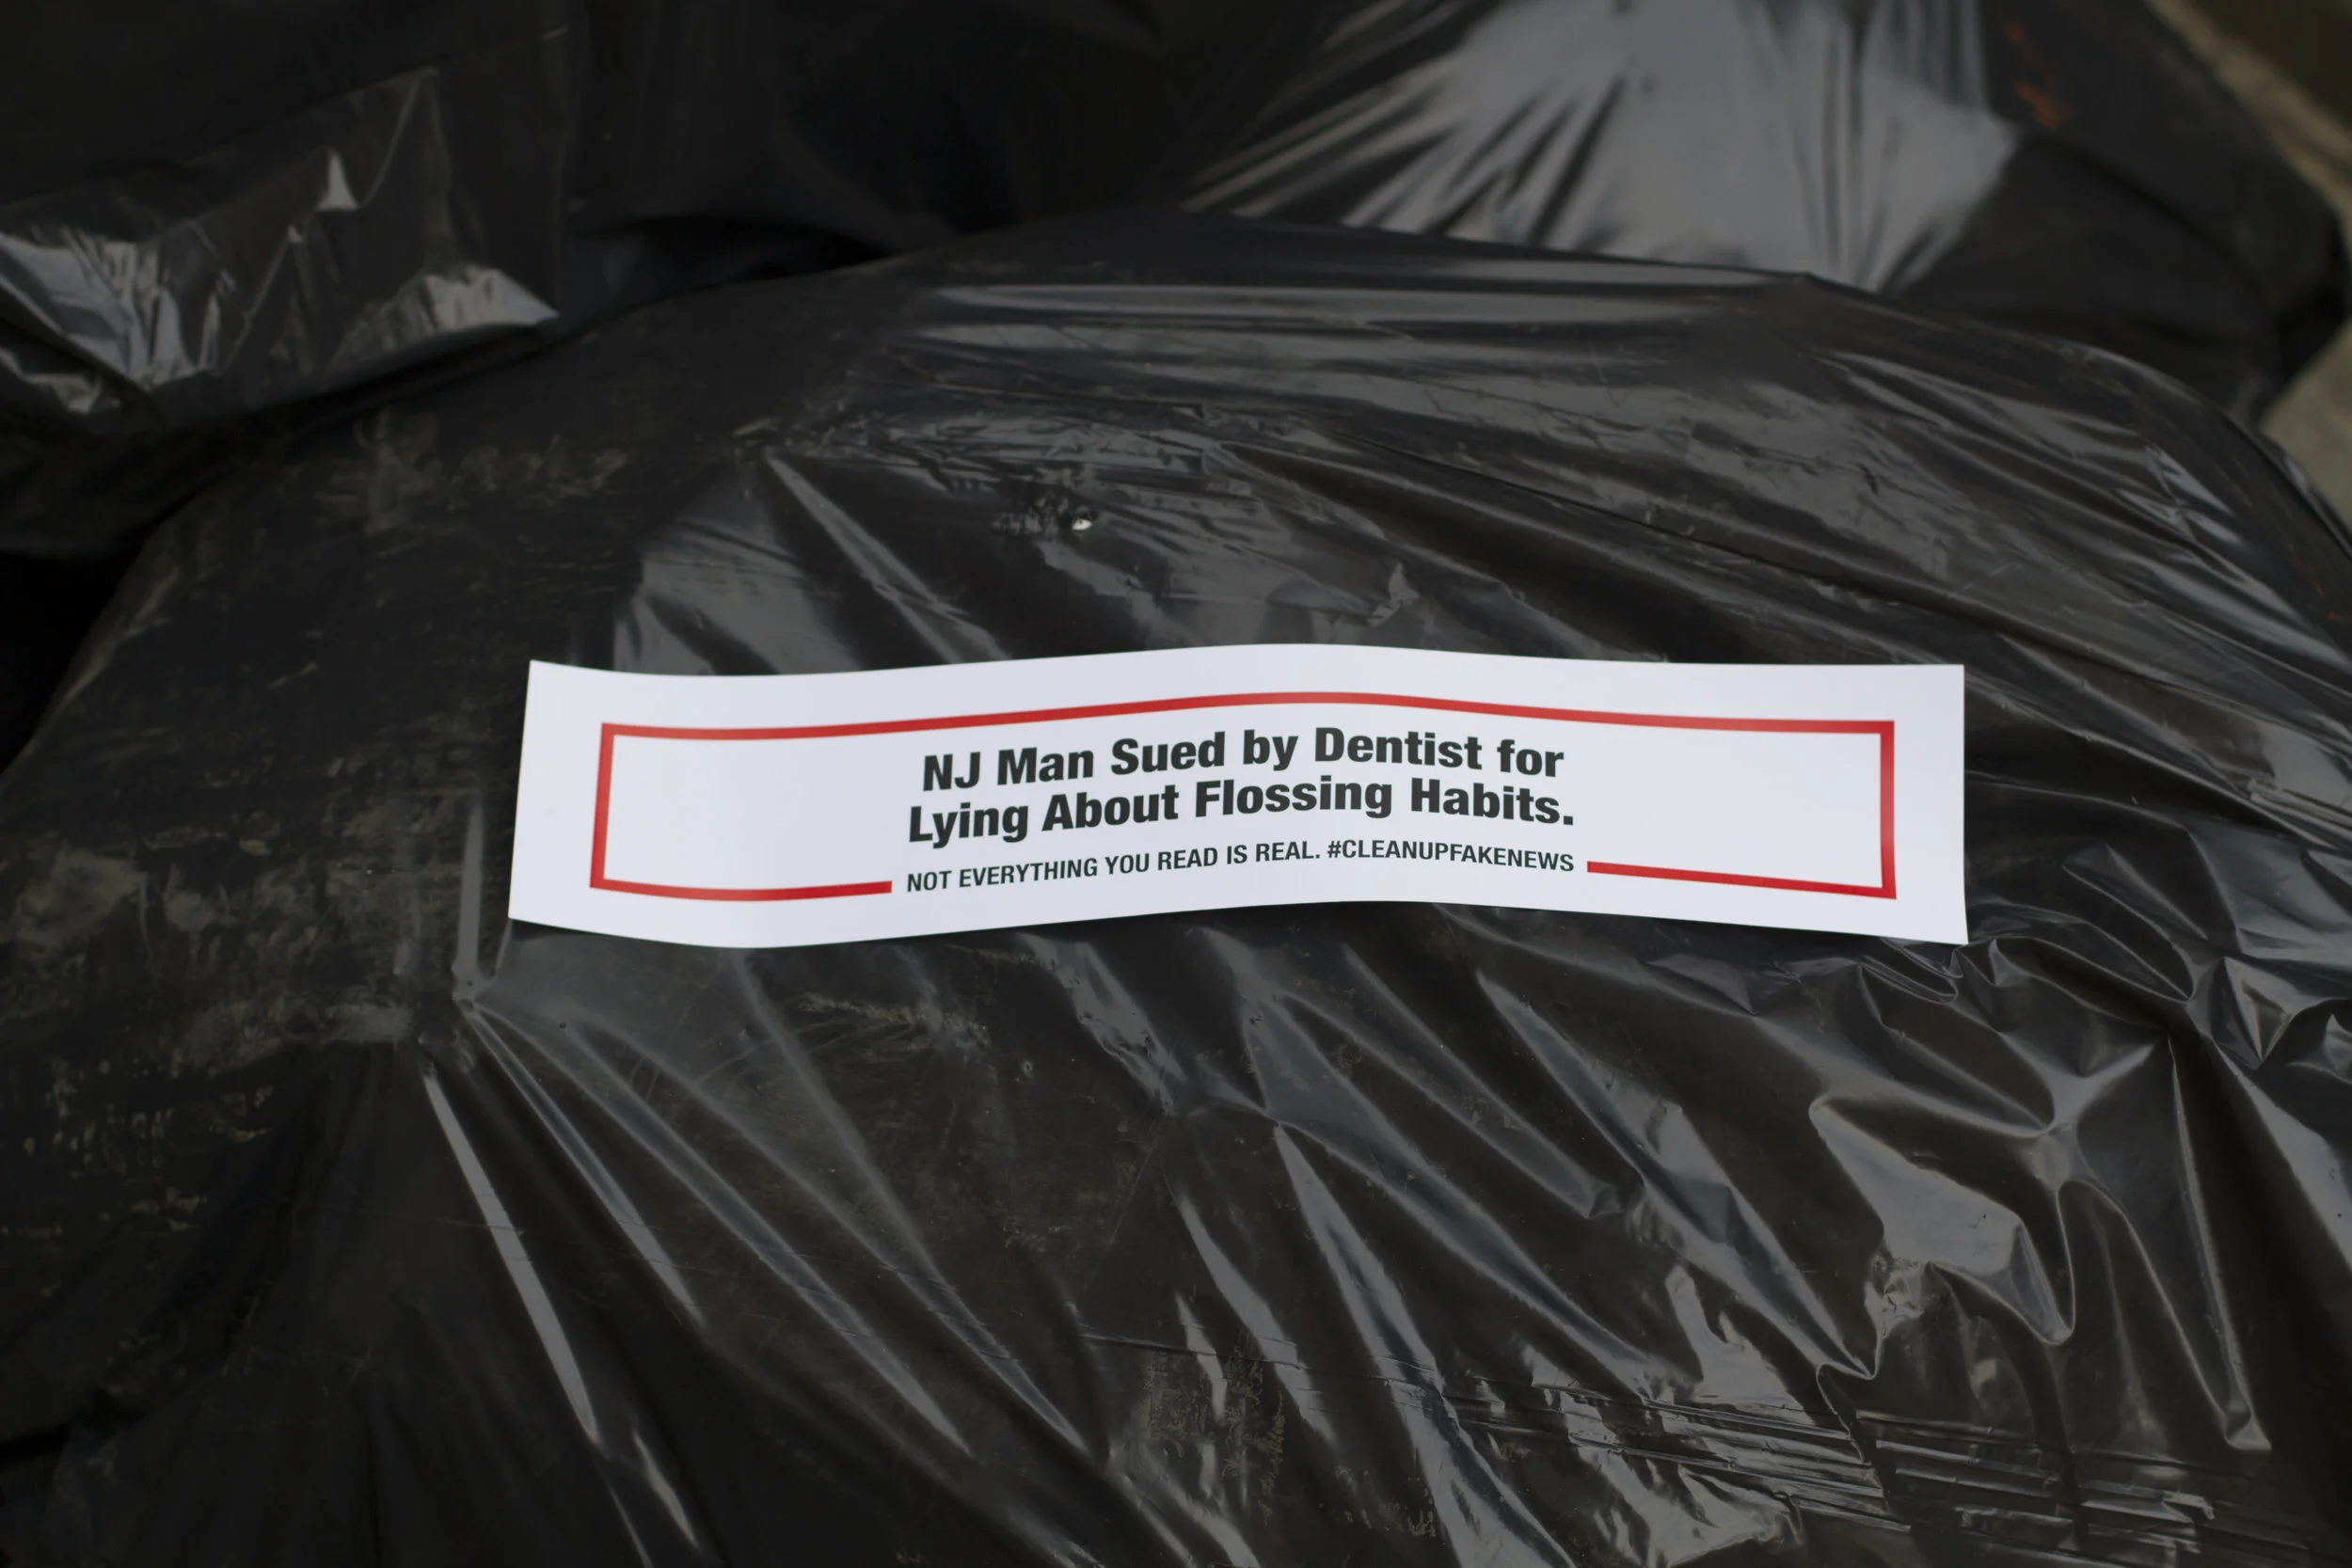 NJ Man Sued by Dentist for
Lying About Flossing Habits.
NOT EVERYTHING YOU READ IS REAL. #CLEANUPFAKENEWS